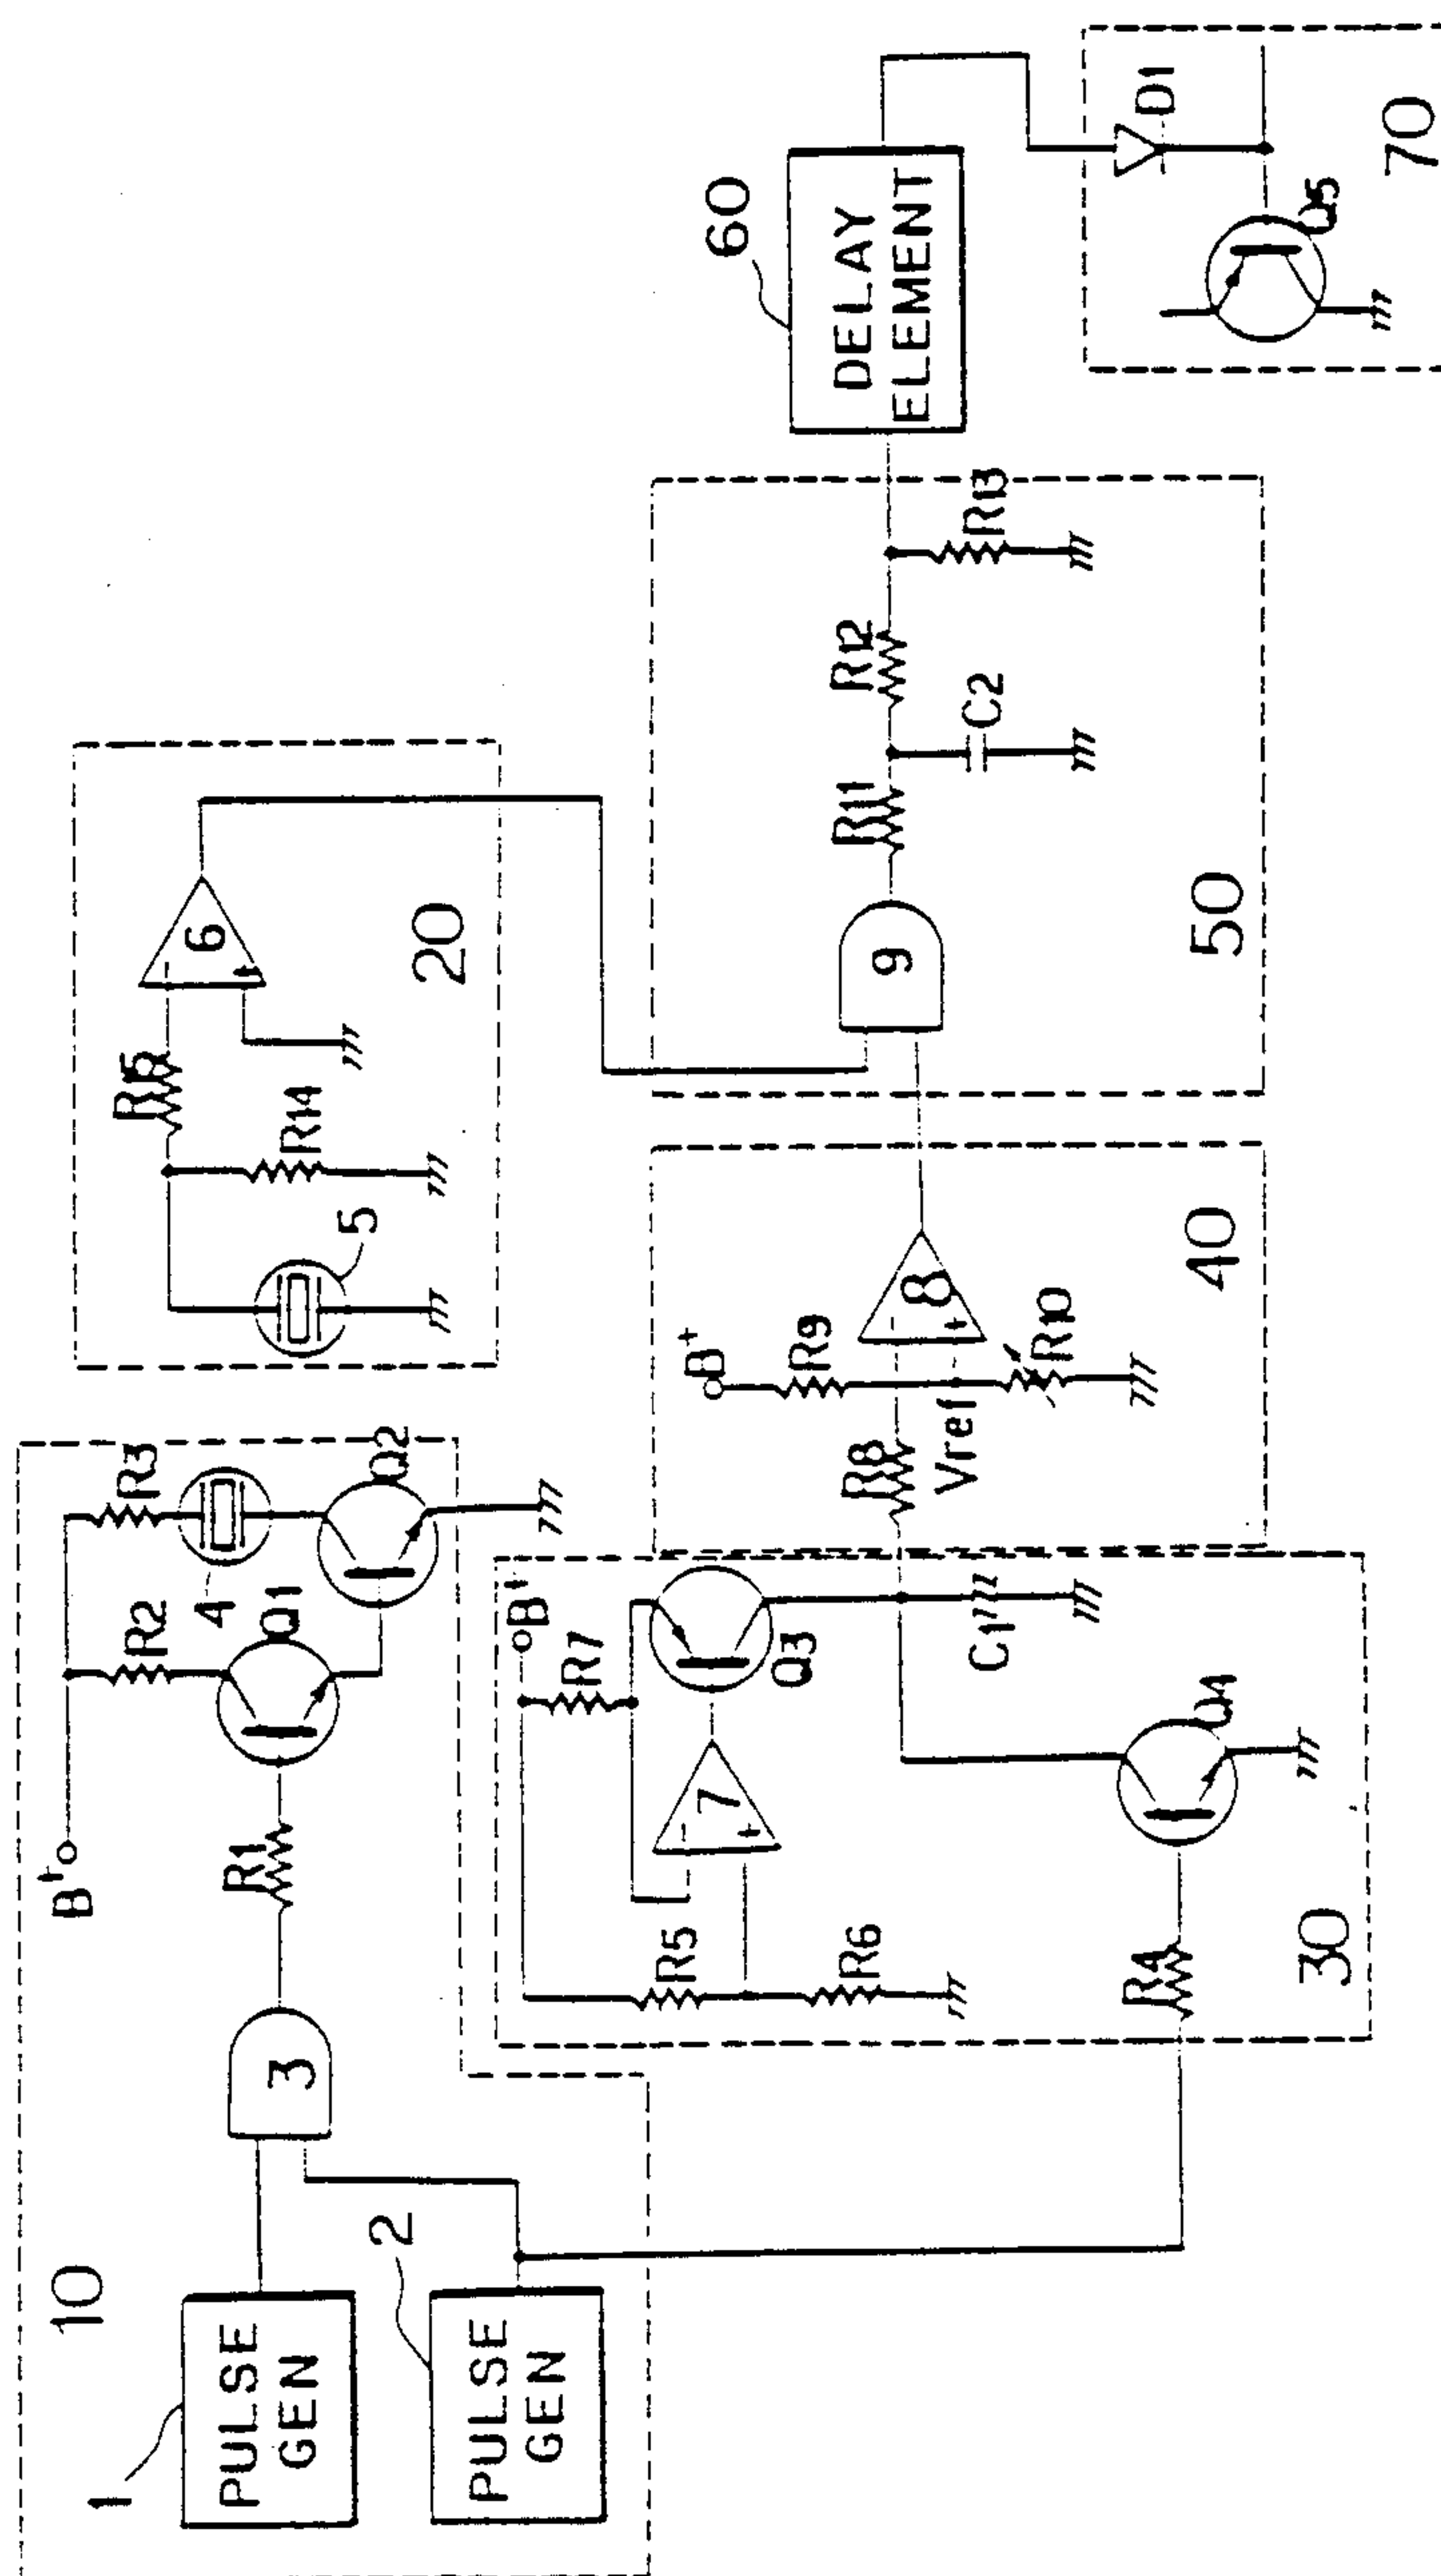 10
1
PULSE
GEN
2
PULSE
GEN
3
R1
B+
R2
Q1
R3
4
Q2
5
R14
R15
6
20
R4
Q4
30
R5
R6
7
-
+
R7
B+
Q3
C1
R8
Vref
B+
R9
R10
8
-
+
40
9
R11
C2
R12
R13
50
60
DELAY
ELEMENT
D1
Q5
70